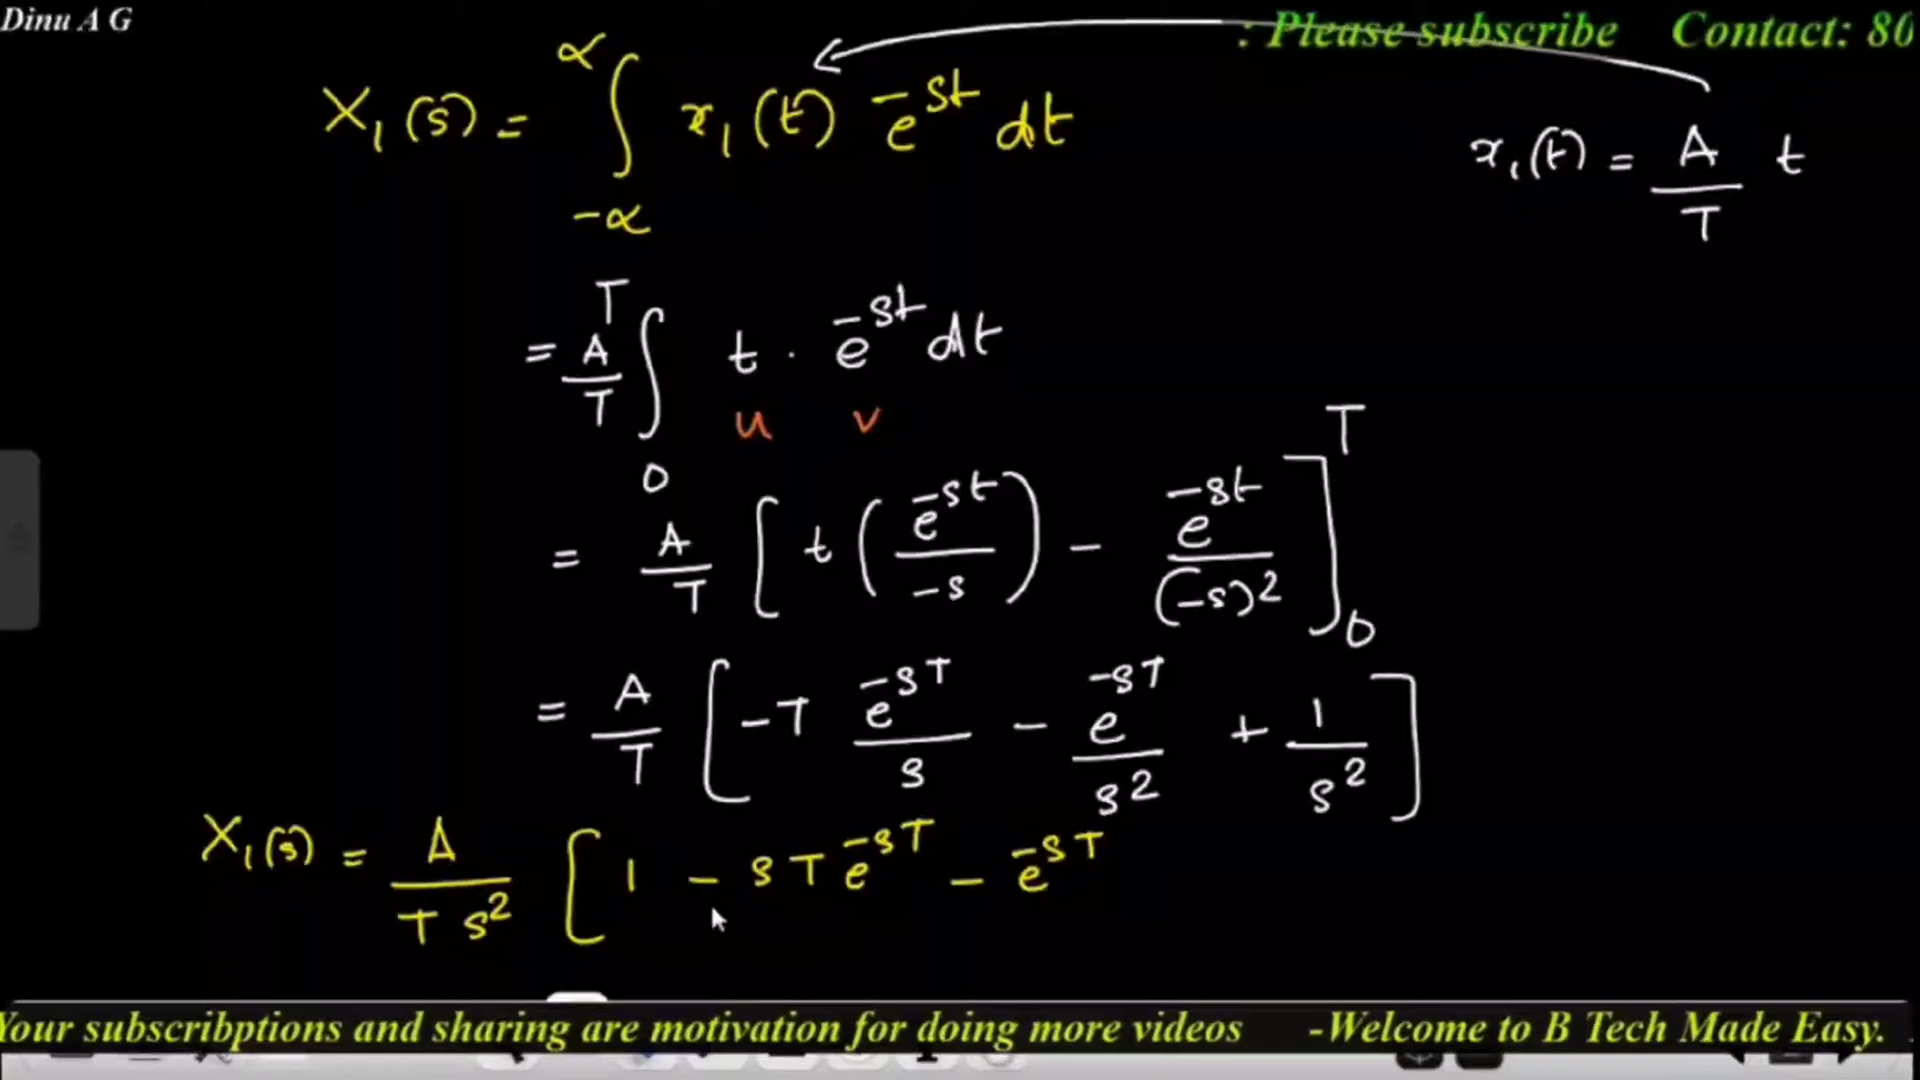 Dinu A G
: Please subscribe Contact: 80
X₁(s) = ∫_{-∝}^{∝} x₁(t) e^{-st} dt
x₁(t) = A/T t
= A/T ∫_0^T t · e^{-st} dt
u v
= A/T [ t ( e^{-st} / -s ) - e^{-st} / (-s)² ]_0^T
= A/T [ -T e^{-sT} / s - e^{-sT} / s² + 1 / s² ]
X₁(s) = A / T s² [ 1 - s T e^{-sT} - e^{-sT}
Your subscribptions and sharing are motivation for doing more videos -Welcome to B Tech Made Easy.